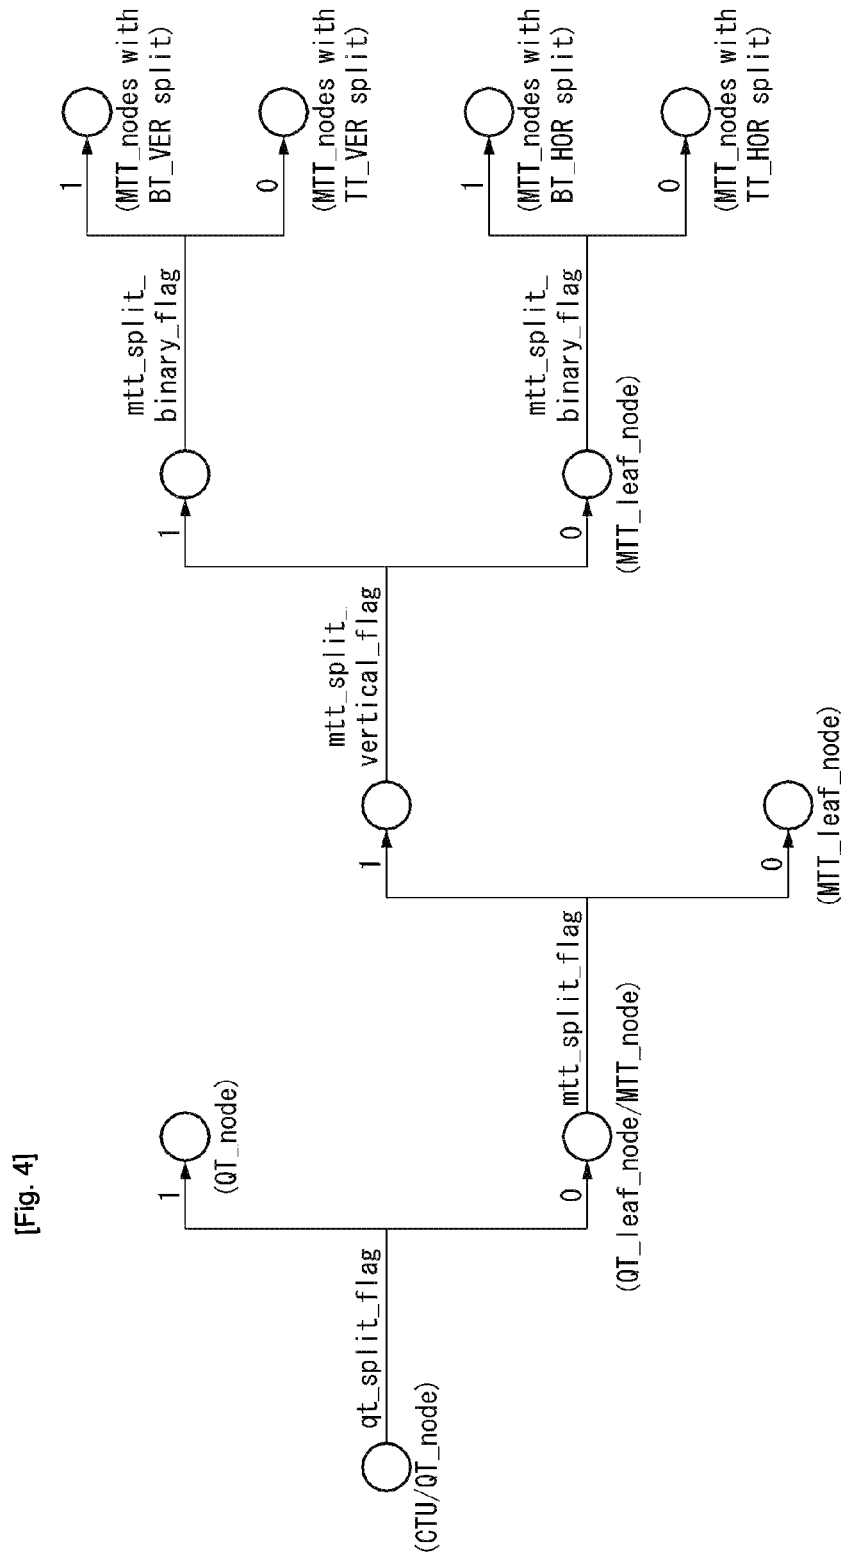 [Fig. 4]
(CTU/QT_node)
qt_split_flag
1
(QT_node)
0
(QT_leaf_node/MTT_node)
mtt_split_flag
1
0
(MTT_leaf_node)
mtt_split_
vertical_flag
1
0
(MTT_leaf_node)
mtt_split_
binary_flag
1
(MTT_nodes with
BT_VER split)
0
(MTT_nodes with
TT_VER split)
mtt_split_
binary_flag
1
(MTT_nodes with
BT_HOR split)
0
(MTT_nodes with
TT_HOR split)